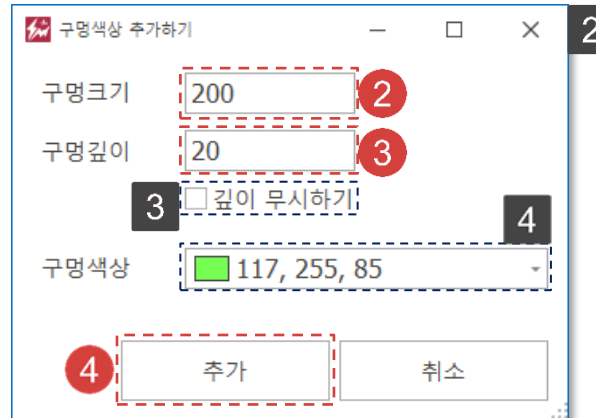 구멍색상 추가하기
2
구멍크기 200 2
구멍깊이 20 3
3 깊이 무시하기
4
구멍색상 117, 255, 85
4 추가 취소